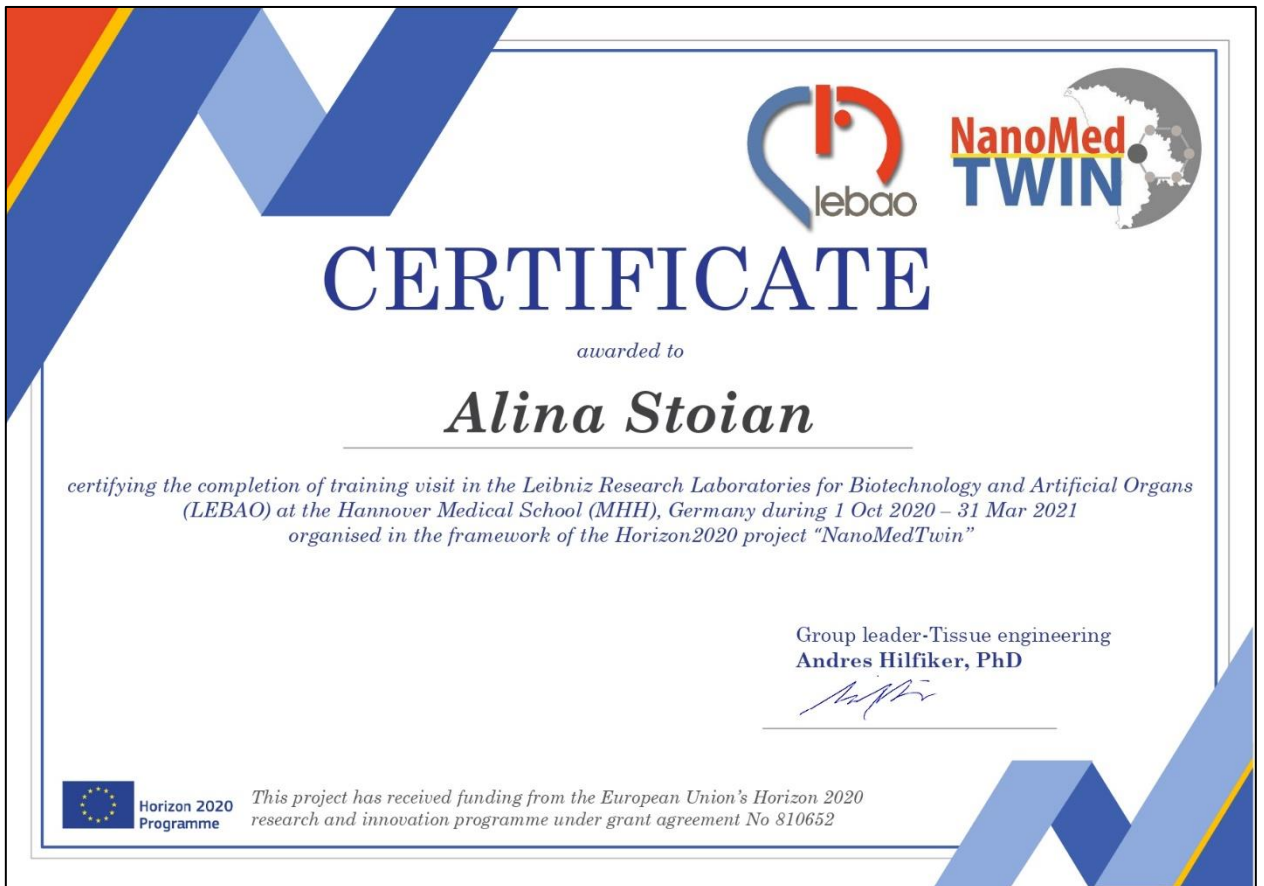 lebao
NanoMed
TWIN
CERTIFICATE
awarded to
Alina Stoian
certifying the completion of training visit in the Leibniz Research Laboratories for Biotechnology and Artificial Organs
(LEBAO) at the Hannover Medical School (MHH), Germany during 1 Oct 2020 – 31 Mar 2021
organised in the framework of the Horizon2020 project “NanoMedTwin”
Group leader-Tissue engineering
Andres Hilfiker, PhD
Horizon 2020
Programme
This project has received funding from the European Union’s Horizon 2020
research and innovation programme under grant agreement No 810652